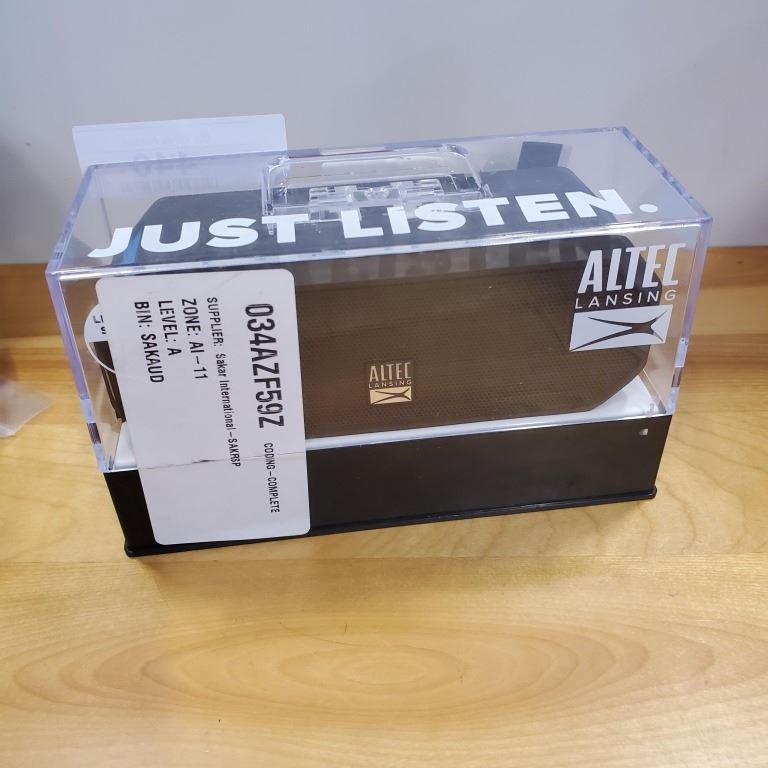 JUST LISTEN.
ALTEC
LANSING
ALTEC
LANSING
034AZF59Z
CODING-COMPLETE
SUPPLIER: Sakar International-SAKRSP
ZONE: AI-11
LEVEL: A
BIN: SAKAUD